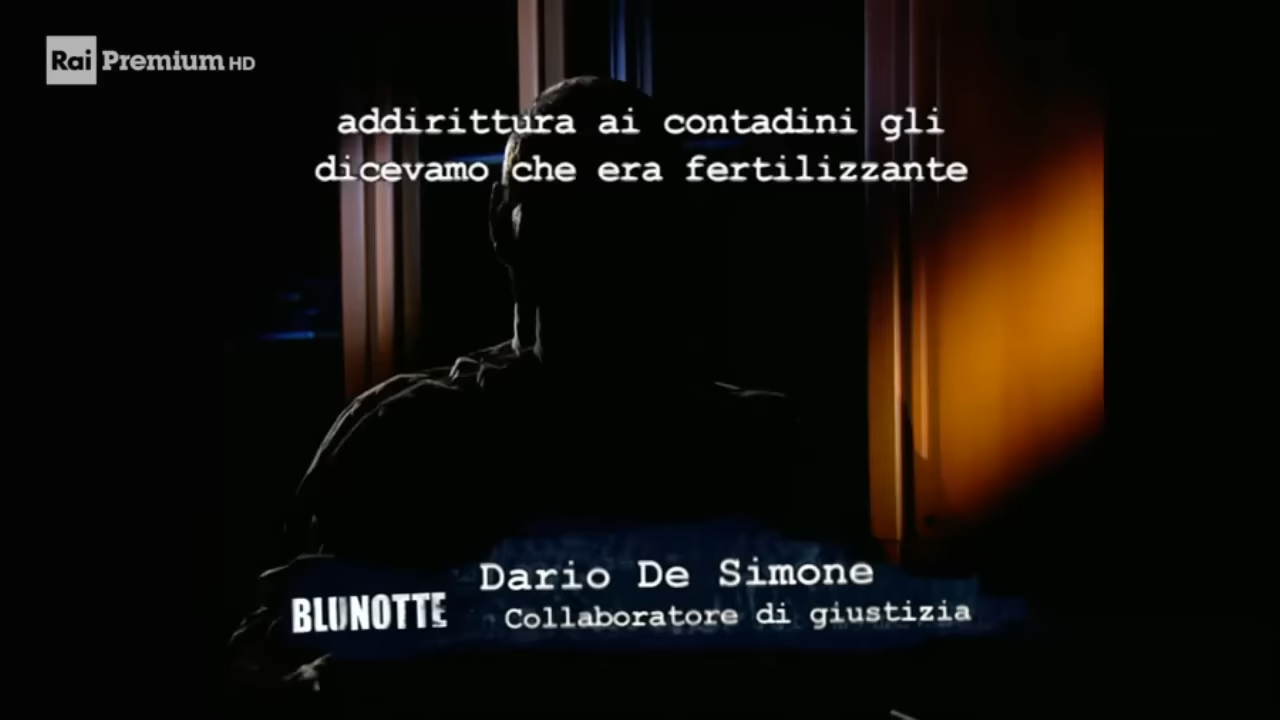 Rai Premium HD
addirittura ai contadini gli
dicevamo che era fertilizzante
Dario De Simone
BLUNOTTE
Collaboratore di giustizia